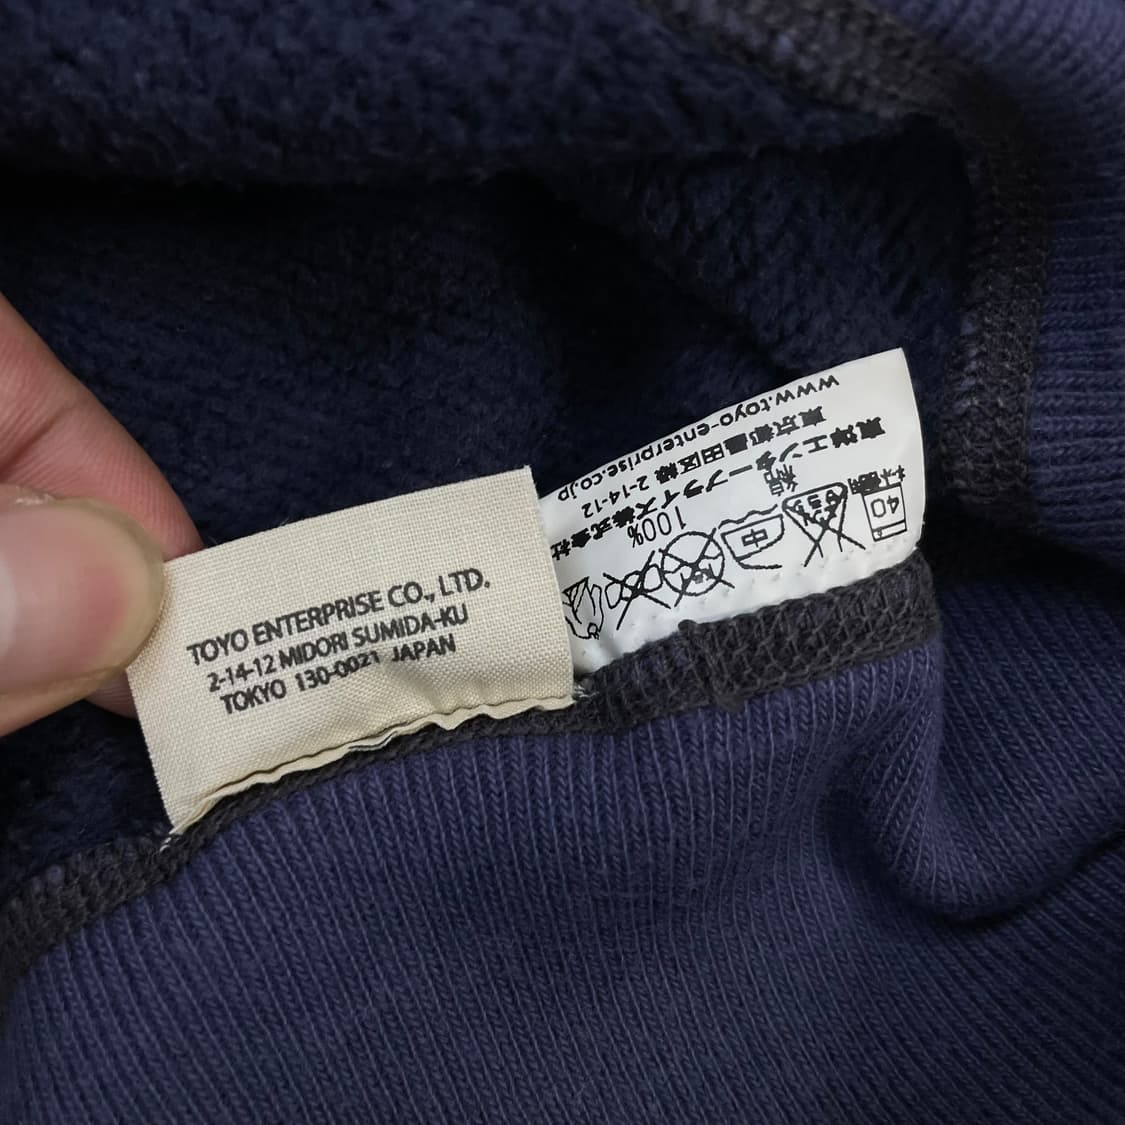 TOYO ENTERPRISE CO., LTD.
2-14-12 MIDORI SUMIDA-KU
TOKYO 130-0021 JAPAN
40
中
綿 100%
東洋エンタープライズ株式会社
東京都墨田区緑 2-14-12
www.toyo-enterprise.co.jp